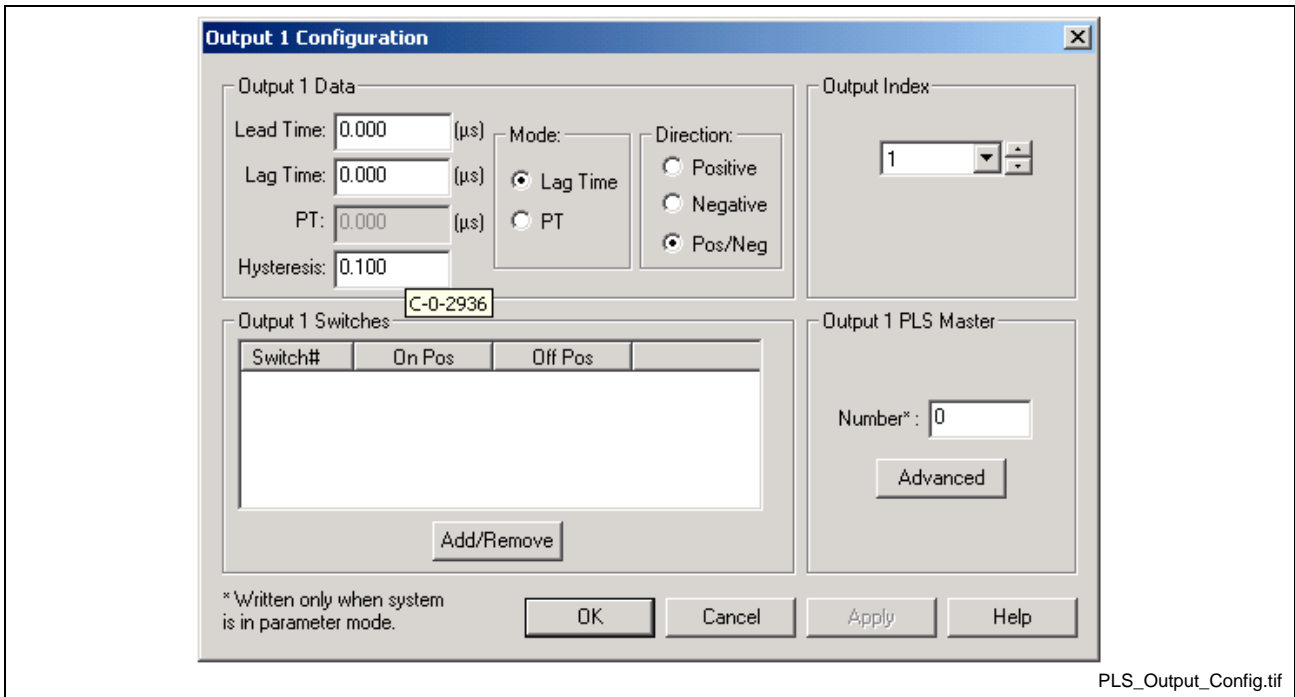 Output 1 Configuration
Output 1 Data
Lead Time: 0.000 (µs)
Lag Time: 0.000 (µs)
PT: 0.000 (µs)
Hysteresis: 0.100
C-0-2936
Mode:
Lag Time
PT
Direction:
Positive
Negative
Pos/Neg
Output Index
1
Output 1 Switches
Switch# On Pos Off Pos
Add/Remove
Output 1 PLS Master
Number* : 0
Advanced
* Written only when system
is in parameter mode.
OK Cancel Apply Help
PLS_Output_Config.tif